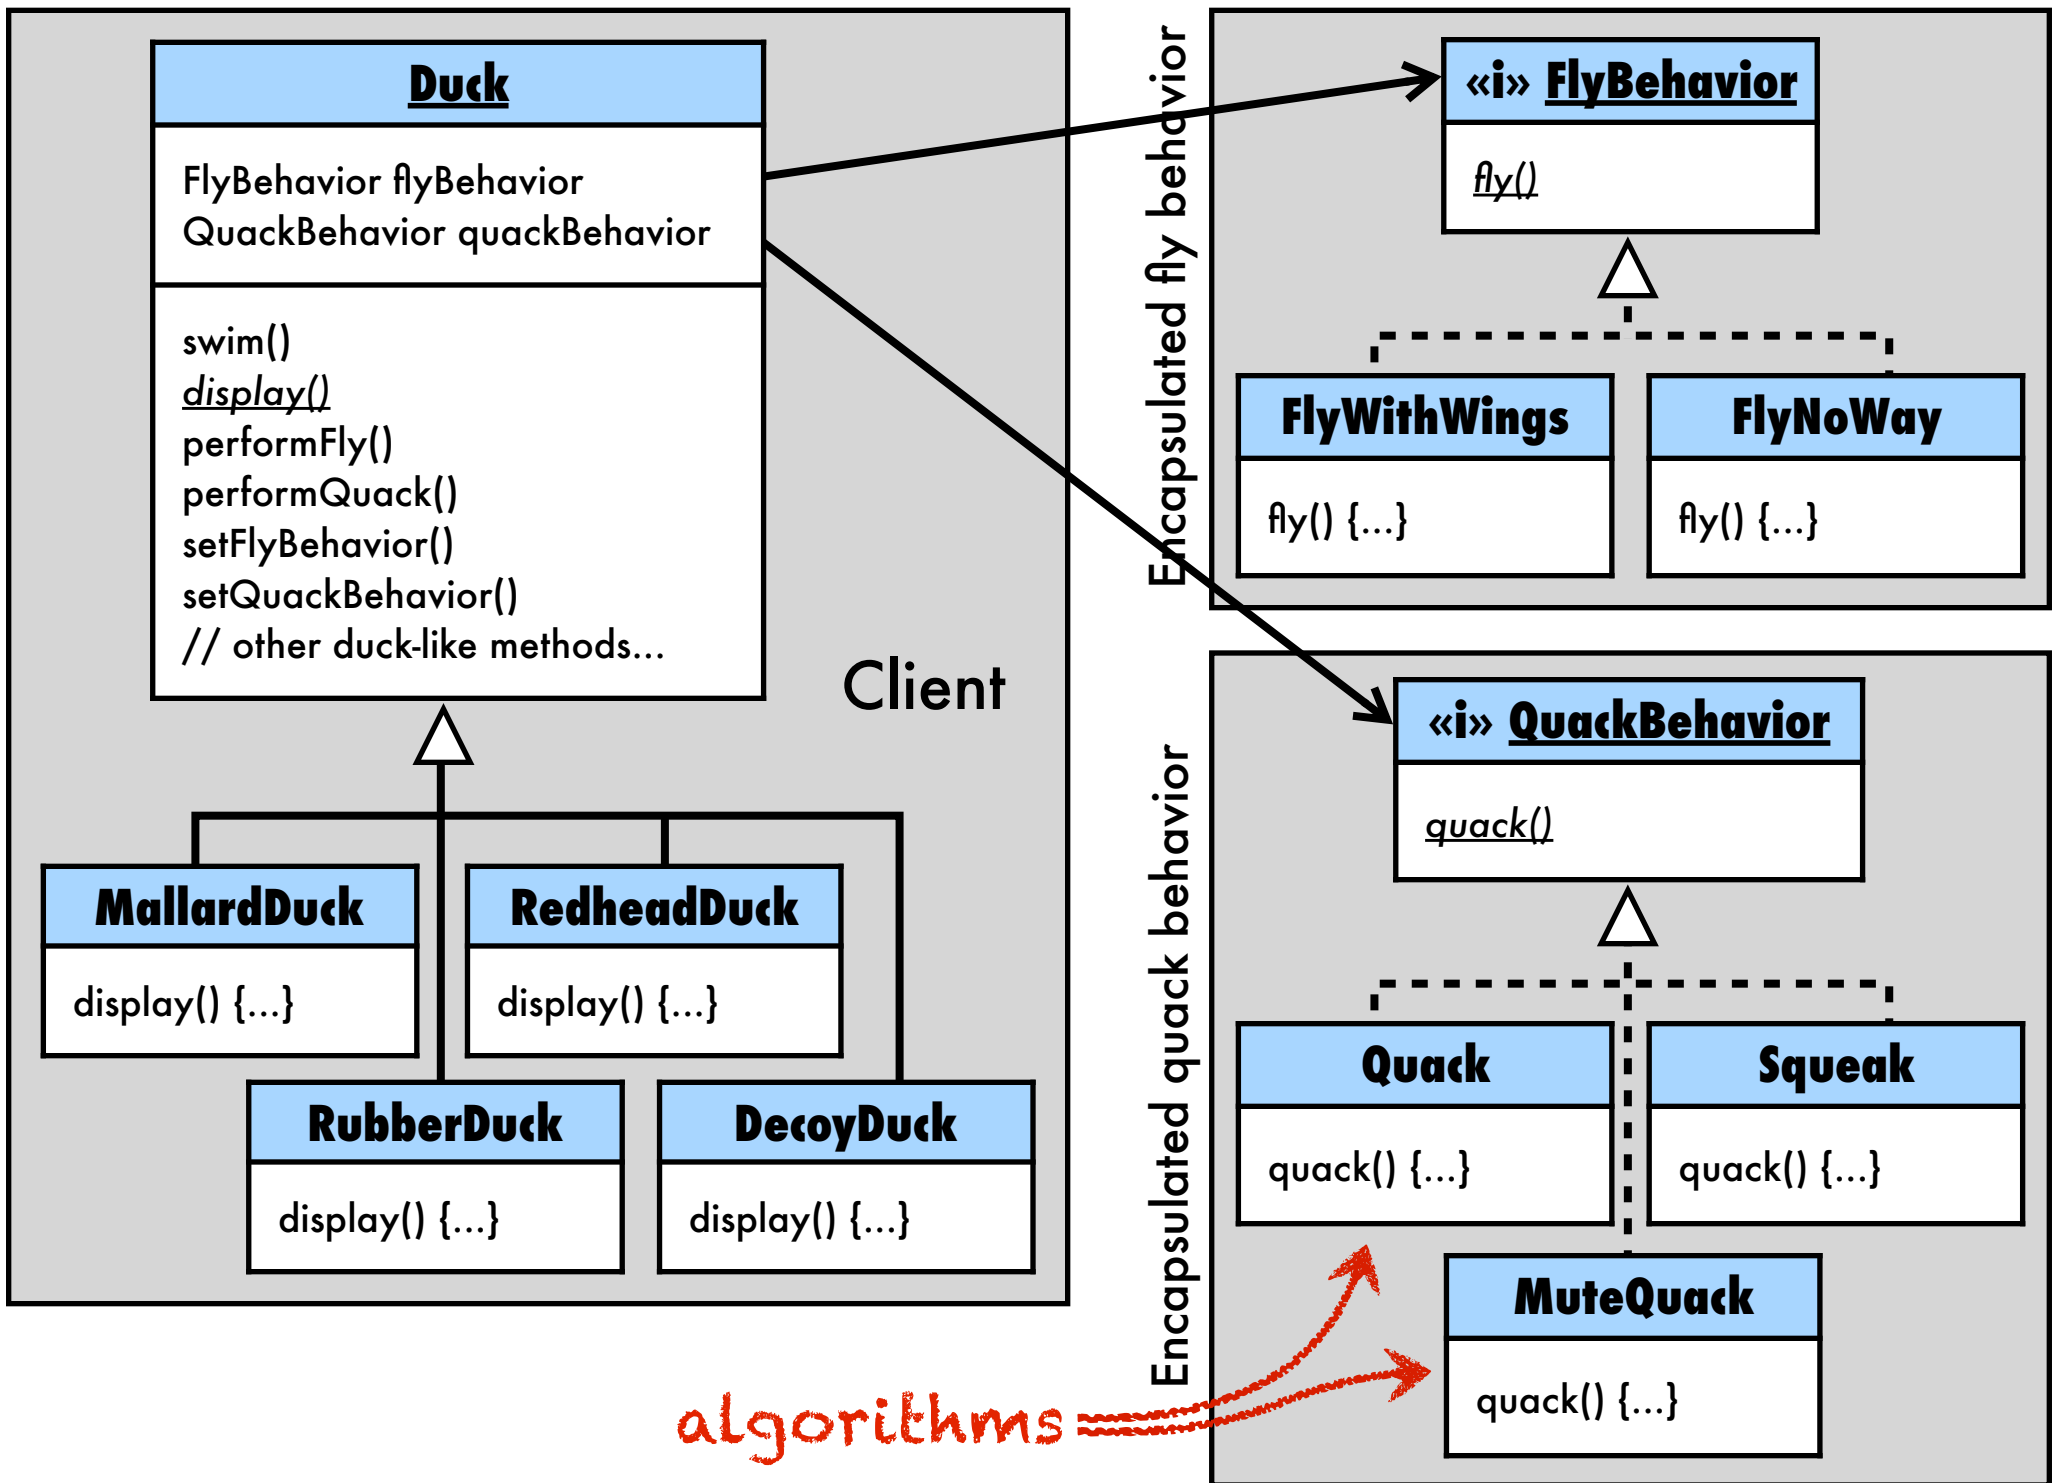 Duck
FlyBehavior flyBehavior
QuackBehavior quackBehavior
swim()
display()
performFly()
performQuack()
setFlyBehavior()
setQuackBehavior()
// other duck-like methods...
Client
MallardDuck
display() {...}
RedheadDuck
display() {...}
RubberDuck
display() {...}
DecoyDuck
display() {...}
Encapsulated fly behavior
«i» FlyBehavior
fly()
FlyWithWings
fly() {...}
FlyNoWay
fly() {...}
Encapsulated quack behavior
«i» QuackBehavior
quack()
Quack
quack() {...}
Squeak
quack() {...}
MuteQuack
quack() {...}
algorithms